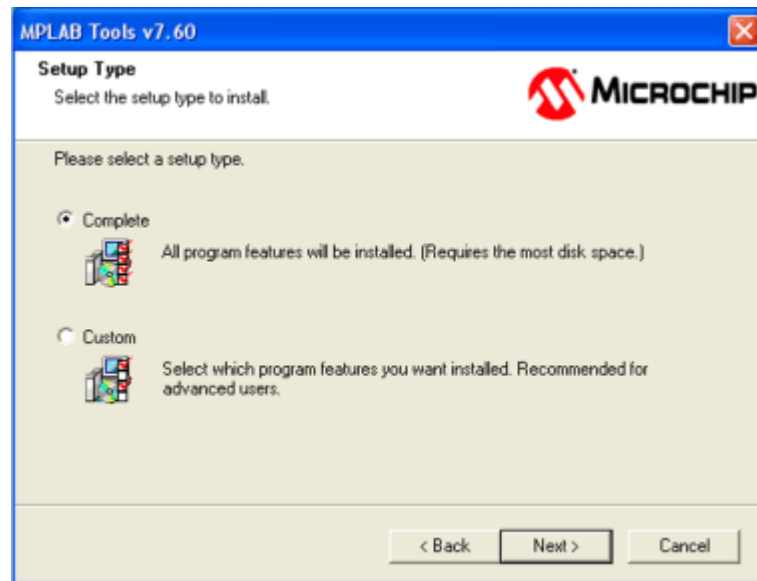 MPLAB Tools v7.60
Setup Type
Select the setup type to install.
MICROCHIP
Please select a setup type.
Complete
All program features will be installed. (Requires the most disk space.)
Custom
Select which program features you want installed. Recommended for
advanced users.
< Back
Next >
Cancel